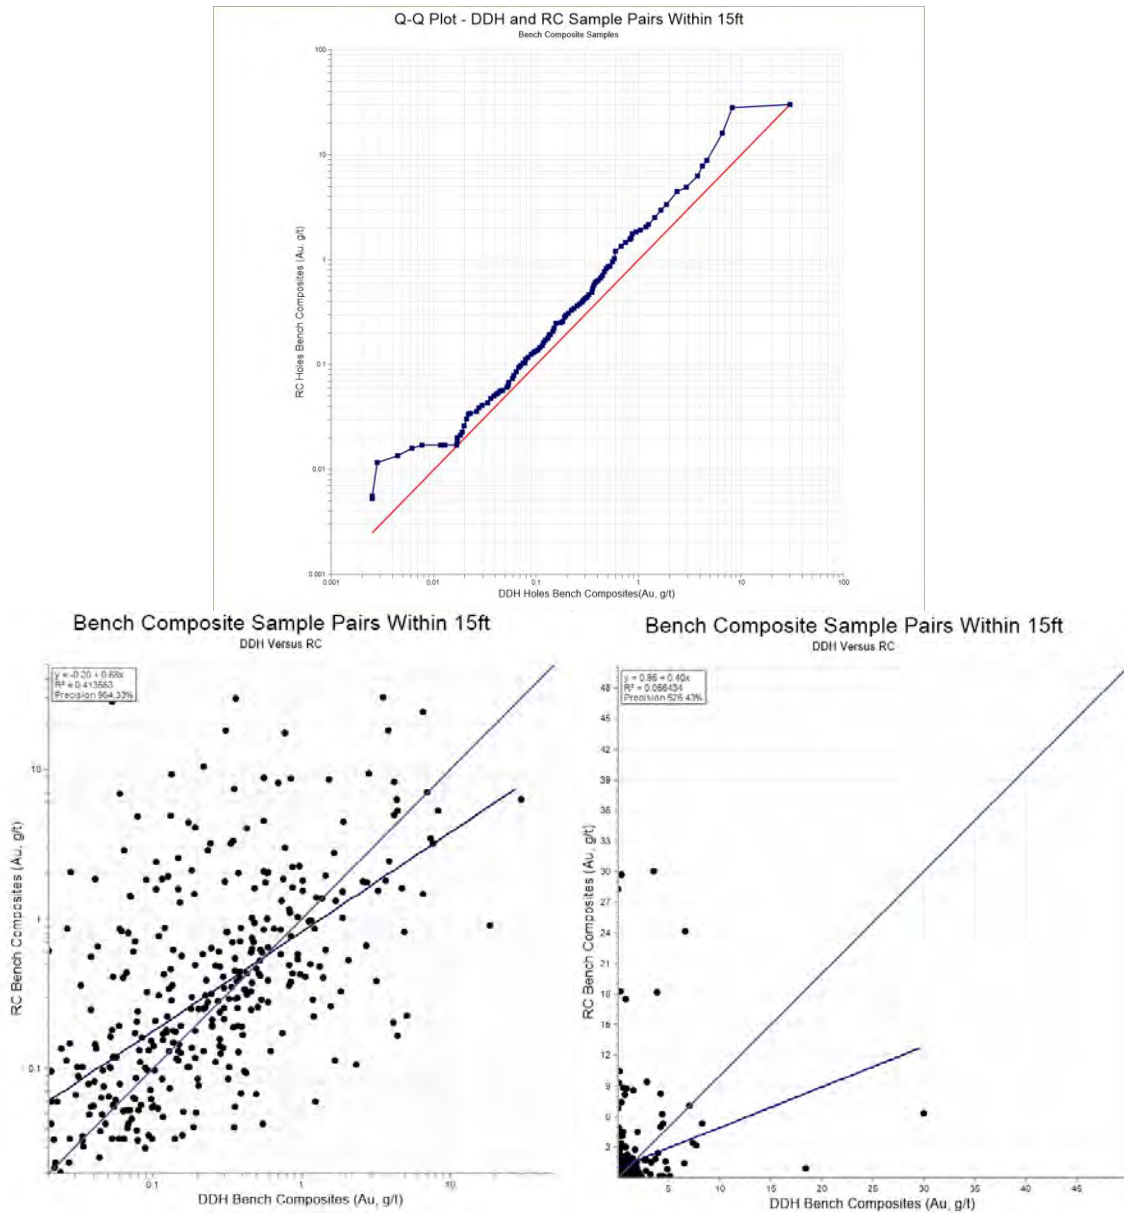 Q-Q Plot - DDH and RC Sample Pairs Within 15ft
Bench Composite Samples
100
10
1
0.1
0.01
0.001
RC Holes Bench Composites (Au, g/t)
0.001
0.01
0.1
1
10
100
DDH Holes Bench Composites(Au, g/t)
Bench Composite Sample Pairs Within 15ft
DDH Versus RC
y = -0.20 + 0.68x
Precision 964.33%
10
1
0.1
RC Bench Composites (Au, g/t)
0.1
1
10
DDH Bench Composites (Au, g/t)
Bench Composite Sample Pairs Within 15ft
DDH Versus RC
y = 0.86 + 0.40x
R² = 0.056434
Precision 526.43%
48
45
42
39
36
33
30
27
24
21
18
15
12
9
6
3
RC Bench Composites (Au, g/t)
5
10
15
20
25
30
35
40
45
DDH Bench Composites (Au, g/t)